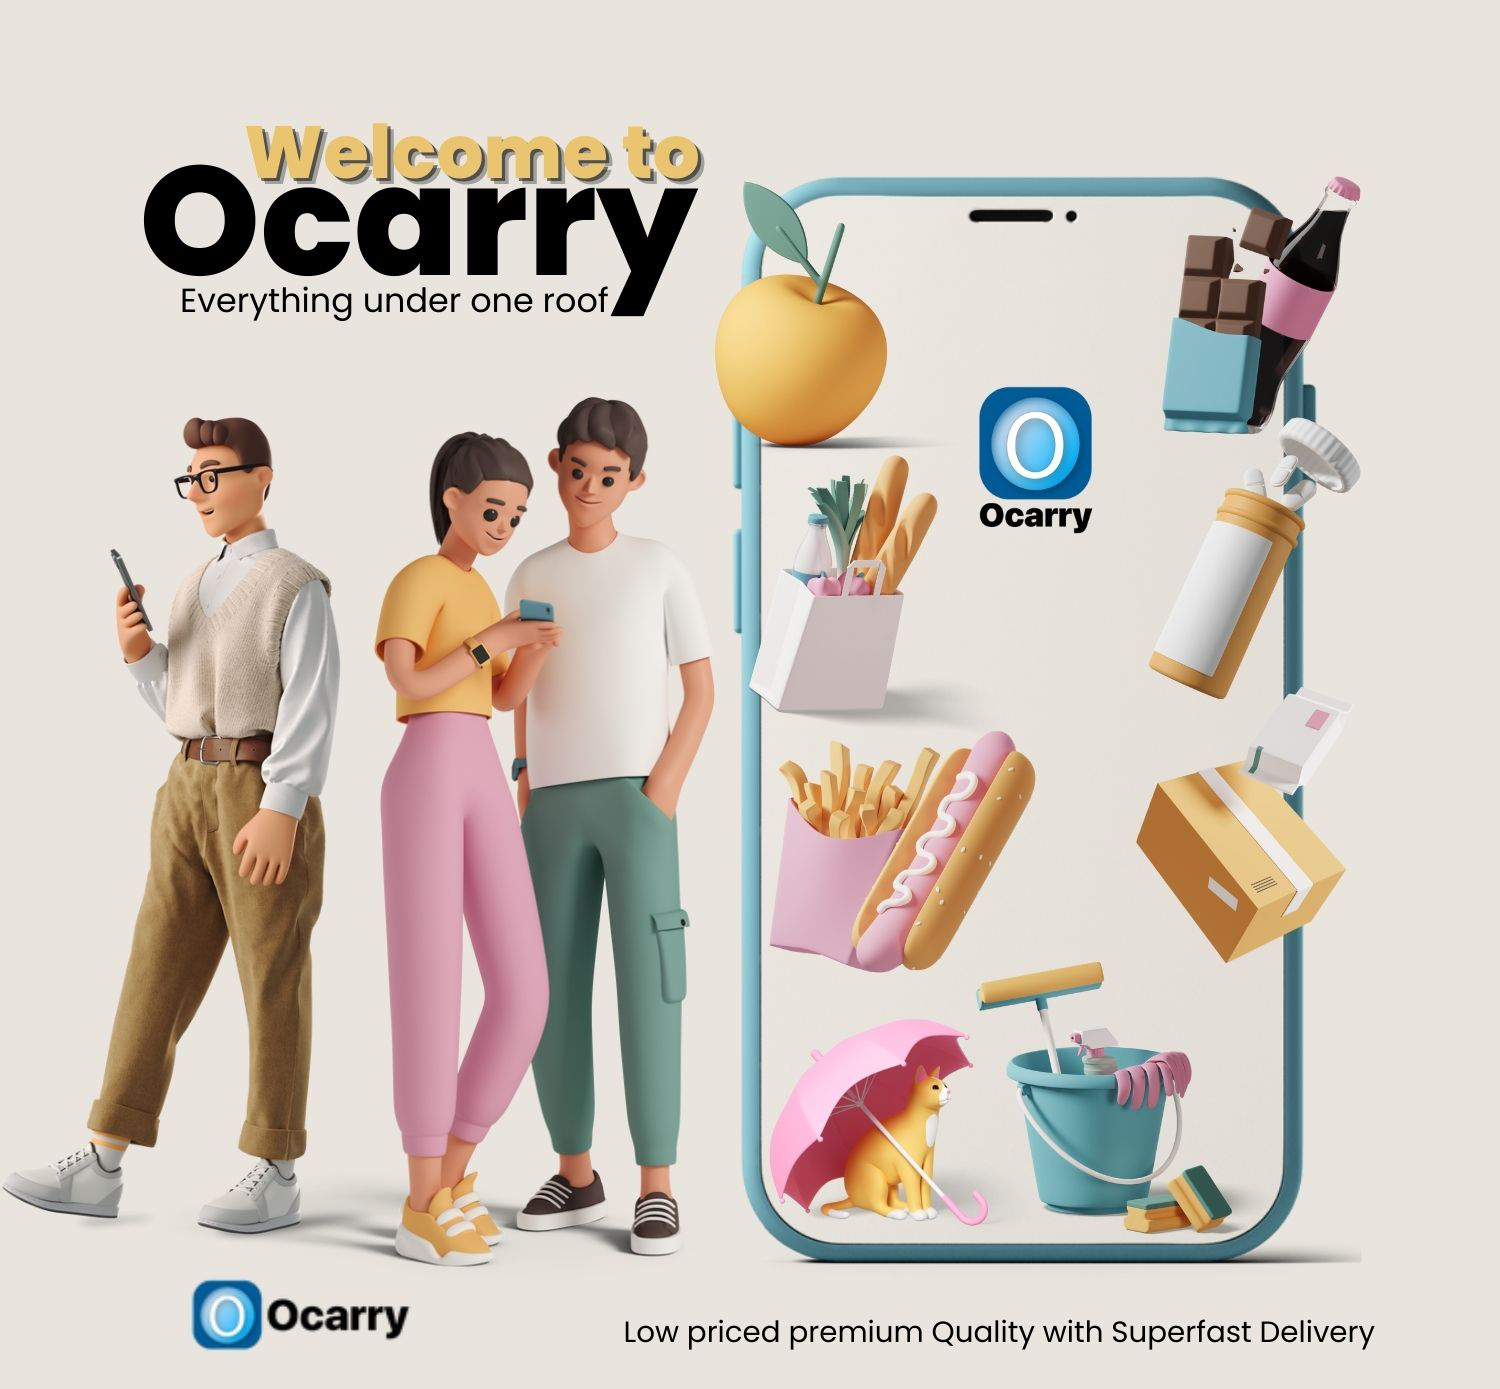 Welcome to
Ocarry
Everything under one roof
Ocarry
Ocarry
Low priced premium Quality with Superfast Delivery